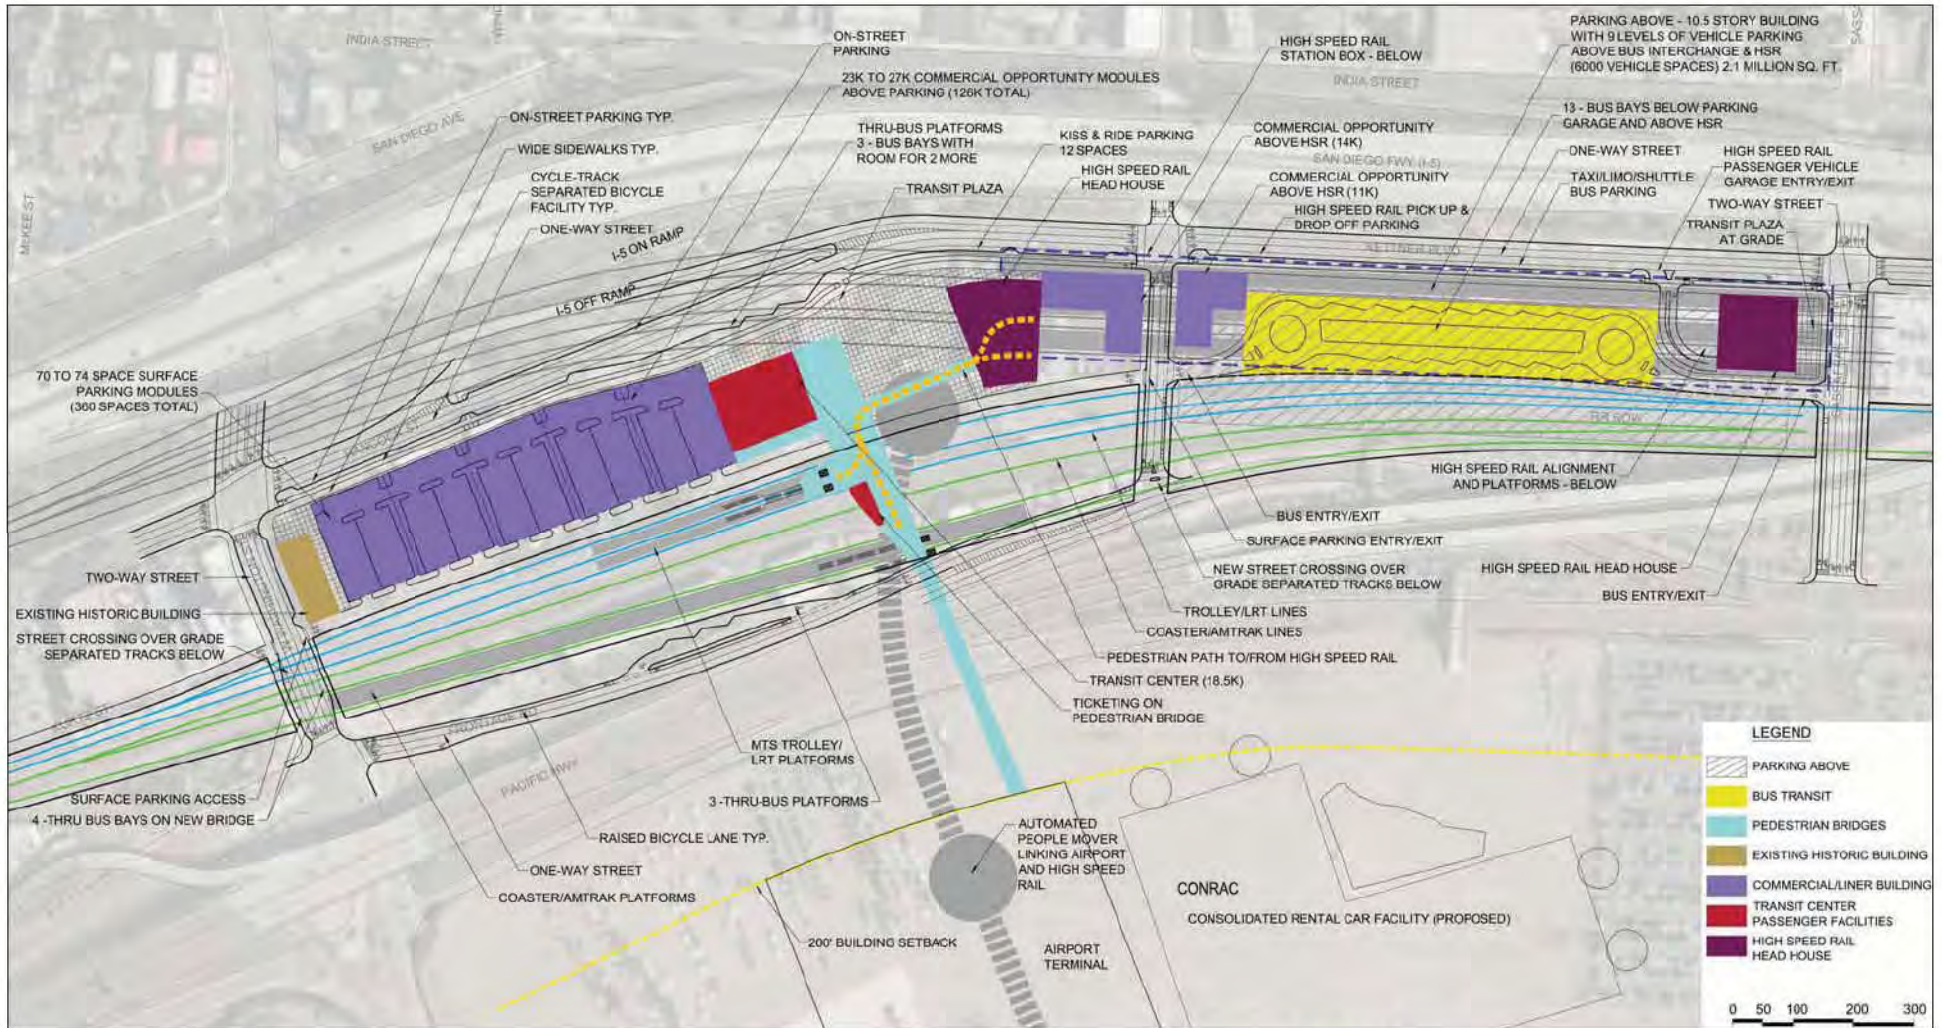 INDIA STREET
SAN DIEGO AVE
McKEE ST
ON-STREET
PARKING
23K TO 27K COMMERCIAL OPPORTUNITY MODULES
ABOVE PARKING (126K TOTAL)
ON-STREET PARKING TYP.
WIDE SIDEWALKS TYP.
CYCLE-TRACK
SEPARATED BICYCLE
FACILITY TYP.
ONE-WAY STREET
THRU-BUS PLATFORMS
3 - BUS BAYS WITH
ROOM FOR 2 MORE
TRANSIT PLAZA
KISS & RIDE PARKING
12 SPACES
HIGH SPEED RAIL
HEAD HOUSE
HIGH SPEED RAIL
STATION BOX - BELOW
INDIA STREET
COMMERCIAL OPPORTUNITY
ABOVE HSR (14K)
SAN DIEGO FWY (I-5)
COMMERCIAL OPPORTUNITY
ABOVE HSR (11K)
HIGH SPEED RAIL PICK UP &
DROP OFF PARKING
KETTNER BLVD
PARKING ABOVE - 10.5 STORY BUILDING
WITH 9 LEVELS OF VEHICLE PARKING
ABOVE BUS INTERCHANGE & HSR
(6000 VEHICLE SPACES) 2.1 MILLION SQ. FT.
13 - BUS BAYS BELOW PARKING
GARAGE AND ABOVE HSR
ONE-WAY STREET
TAXI/LIMO/SHUTTLE
BUS PARKING
HIGH SPEED RAIL
PASSENGER VEHICLE
GARAGE ENTRY/EXIT
TWO-WAY STREET
TRANSIT PLAZA
AT GRADE
I-5 ON RAMP
I-5 OFF RAMP
70 TO 74 SPACE SURFACE
PARKING MODULES
(360 SPACES TOTAL)
HANCOCK ST
TWO-WAY STREET
EXISTING HISTORIC BUILDING
STREET CROSSING OVER GRADE
SEPARATED TRACKS BELOW
SURFACE PARKING ACCESS
4 -THRU BUS BAYS ON NEW BRIDGE
FRONTAGE RD
PACIFIC HWY
RAISED BICYCLE LANE TYP.
ONE-WAY STREET
COASTER/AMTRAK PLATFORMS
MTS TROLLEY/
LRT PLATFORMS
3 -THRU-BUS PLATFORMS
BELOW
HIGH SPEED RAIL ALIGNMENT
AND PLATFORMS - BELOW
BUS ENTRY/EXIT
SURFACE PARKING ENTRY/EXIT
NEW STREET CROSSING OVER
GRADE SEPARATED TRACKS BELOW
HIGH SPEED RAIL HEAD HOUSE
BUS ENTRY/EXIT
TROLLEY/LRT LINES
COASTER/AMTRAK LINES
PEDESTRIAN PATH TO/FROM HIGH SPEED RAIL
TRANSIT CENTER (18.5K)
TICKETING ON
PEDESTRIAN BRIDGE
AUTOMATED
PEOPLE MOVER
LINKING AIRPORT
AND HIGH SPEED
RAIL
200' BUILDING SETBACK
AIRPORT
TERMINAL
CONRAC
CONSOLIDATED RENTAL CAR FACILITY (PROPOSED)
LEGEND
PARKING ABOVE
BUS TRANSIT
PEDESTRIAN BRIDGES
EXISTING HISTORIC BUILDING
COMMERCIAL/LINER BUILDING
TRANSIT CENTER
PASSENGER FACILITIES
HIGH SPEED RAIL
HEAD HOUSE
0 50 100 200 300